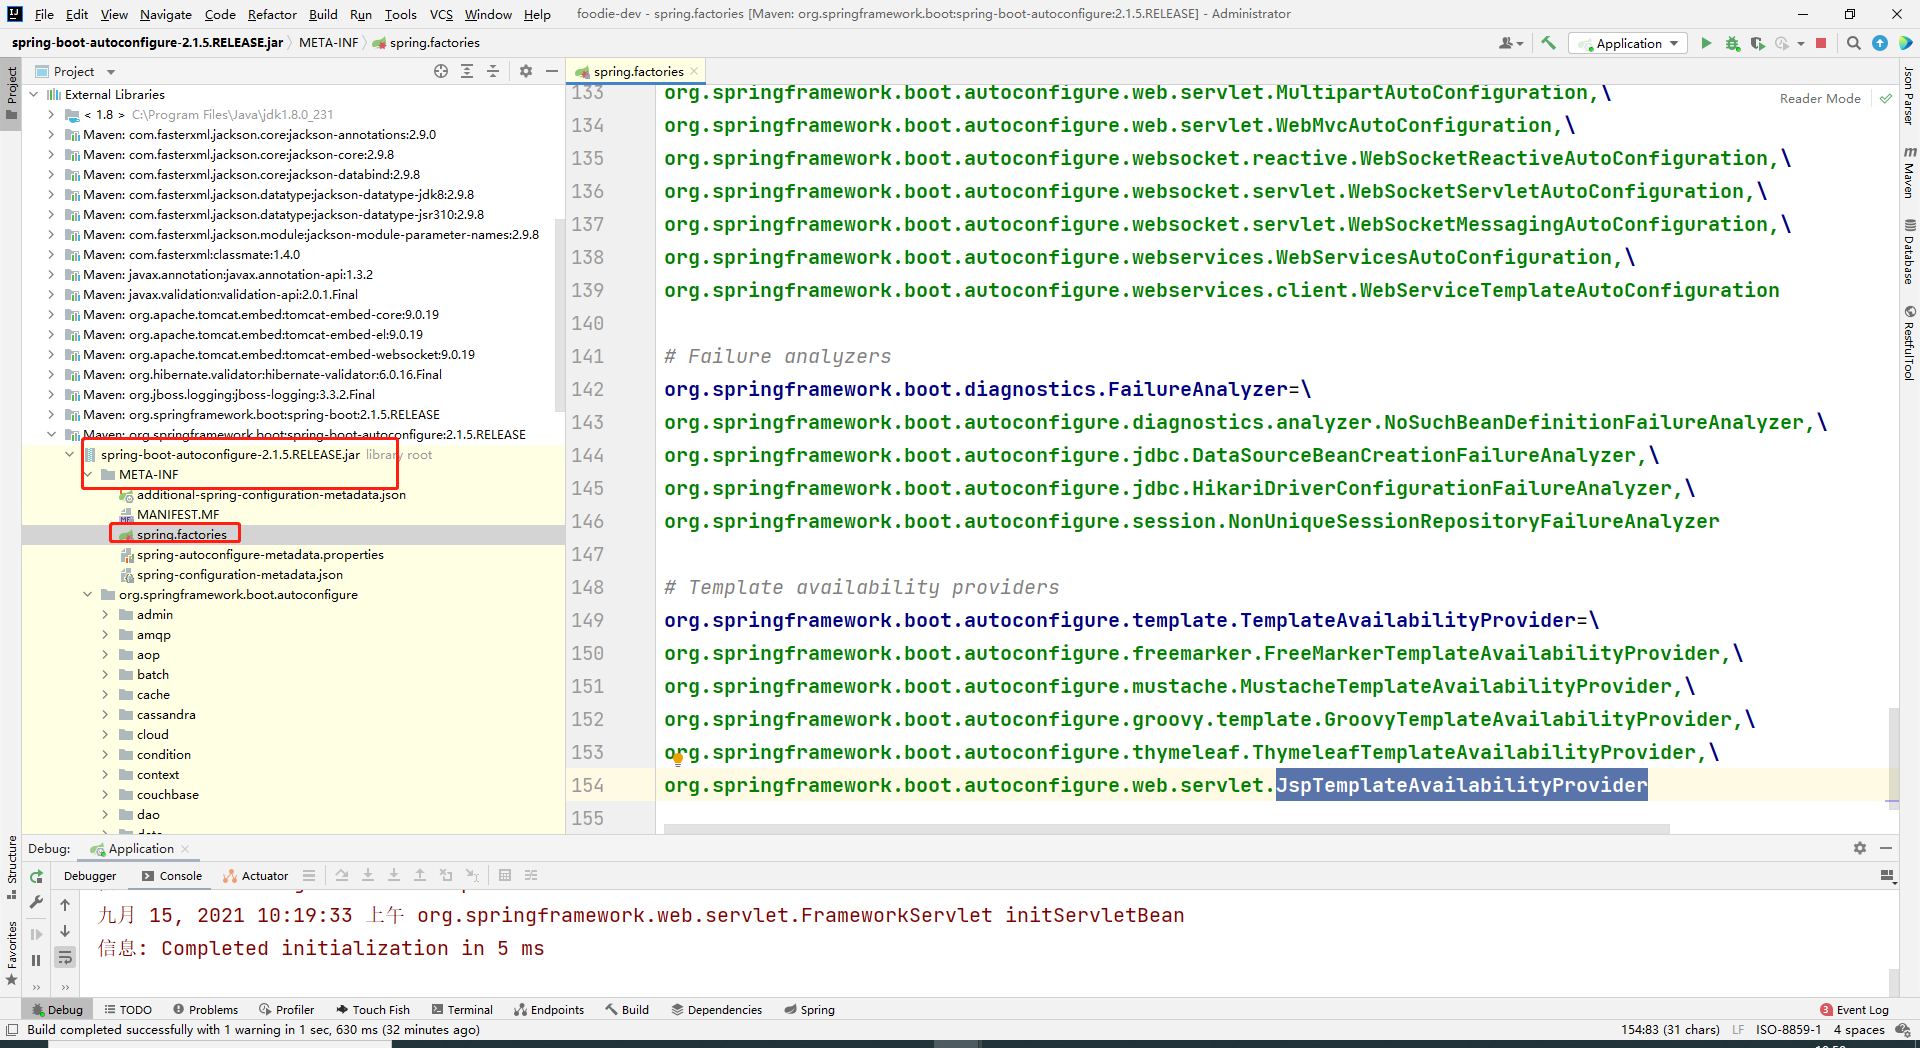 File Edit View Navigate Code Refactor Build Run Tools VCS Window Help foodie-dev - spring.factories [Maven: org.springframework.boot:spring-boot-autoconfigure:2.1.5.RELEASE] - Administrator
spring-boot-autoconfigure-2.1.5.RELEASE.jar META-INF spring.factories
Application
Project
External Libraries
< 1.8 > C:\Program Files\Java\jdk1.8.0_231
Maven: com.fasterxml.jackson.core:jackson-annotations:2.9.0
Maven: com.fasterxml.jackson.core:jackson-core:2.9.8
Maven: com.fasterxml.jackson.core:jackson-databind:2.9.8
Maven: com.fasterxml.jackson.datatype:jackson-datatype-jdk8:2.9.8
Maven: com.fasterxml.jackson.datatype:jackson-datatype-jsr310:2.9.8
Maven: com.fasterxml.jackson.module:jackson-module-parameter-names:2.9.8
Maven: com.fasterxml:classmate:1.4.0
Maven: javax.annotation:javax.annotation-api:1.3.2
Maven: javax.validation:validation-api:2.0.1.Final
Maven: org.apache.tomcat.embed:tomcat-embed-core:9.0.19
Maven: org.apache.tomcat.embed:tomcat-embed-el:9.0.19
Maven: org.apache.tomcat.embed:tomcat-embed-websocket:9.0.19
Maven: org.hibernate.validator:hibernate-validator:6.0.16.Final
Maven: org.jboss.logging:jboss-logging:3.3.2.Final
Maven: org.springframework.boot:spring-boot:2.1.5.RELEASE
Maven: org.springframework.boot:spring-boot-autoconfigure:2.1.5.RELEASE
spring-boot-autoconfigure-2.1.5.RELEASE.jar library root
META-INF
additional-spring-configuration-metadata.json
MANIFEST.MF
spring.factories
spring-autoconfigure-metadata.properties
spring-configuration-metadata.json
org.springframework.boot.autoconfigure
admin
amqp
aop
batch
cache
cassandra
cloud
condition
context
couchbase
dao
data
spring.factories
Reader Mode
133 org.springframework.boot.autoconfigure.web.servlet.MultipartAutoConfiguration,\
134 org.springframework.boot.autoconfigure.web.servlet.WebMvcAutoConfiguration,\
135 org.springframework.boot.autoconfigure.websocket.reactive.WebSocketReactiveAutoConfiguration,\
136 org.springframework.boot.autoconfigure.websocket.servlet.WebSocketServletAutoConfiguration,\
137 org.springframework.boot.autoconfigure.websocket.servlet.WebSocketMessagingAutoConfiguration,\
138 org.springframework.boot.autoconfigure.webservices.WebServicesAutoConfiguration,\
139 org.springframework.boot.autoconfigure.webservices.client.WebServiceTemplateAutoConfiguration
140
141 # Failure analyzers
142 org.springframework.boot.diagnostics.FailureAnalyzer=\
143 org.springframework.boot.autoconfigure.diagnostics.analyzer.NoSuchBeanDefinitionFailureAnalyzer,\
144 org.springframework.boot.autoconfigure.jdbc.DataSourceBeanCreationFailureAnalyzer,\
145 org.springframework.boot.autoconfigure.jdbc.HikariDriverConfigurationFailureAnalyzer,\
146 org.springframework.boot.autoconfigure.session.NonUniqueSessionRepositoryFailureAnalyzer
147
148 # Template availability providers
149 org.springframework.boot.autoconfigure.template.TemplateAvailabilityProvider=\
150 org.springframework.boot.autoconfigure.freemarker.FreeMarkerTemplateAvailabilityProvider,\
151 org.springframework.boot.autoconfigure.mustache.MustacheTemplateAvailabilityProvider,\
152 org.springframework.boot.autoconfigure.groovy.template.GroovyTemplateAvailabilityProvider,\
153 org.springframework.boot.autoconfigure.thymeleaf.ThymeleafTemplateAvailabilityProvider,\
154 org.springframework.boot.autoconfigure.web.servlet.JspTemplateAvailabilityProvider
155
Project
Structure
Favorites
Json Parser
Maven
Database
RestfulTool
Debug: Application
Debugger Console Actuator
九月 15, 2021 10:19:33 上午 org.springframework.web.servlet.FrameworkServlet initServletBean
信息: Completed initialization in 5 ms
Debug TODO Problems Profiler Touch Fish Terminal Endpoints Build Dependencies Spring 3 Event Log
Build completed successfully with 1 warning in 1 sec, 630 ms (32 minutes ago) 154:83 (31 chars) LF ISO-8859-1 4 spaces